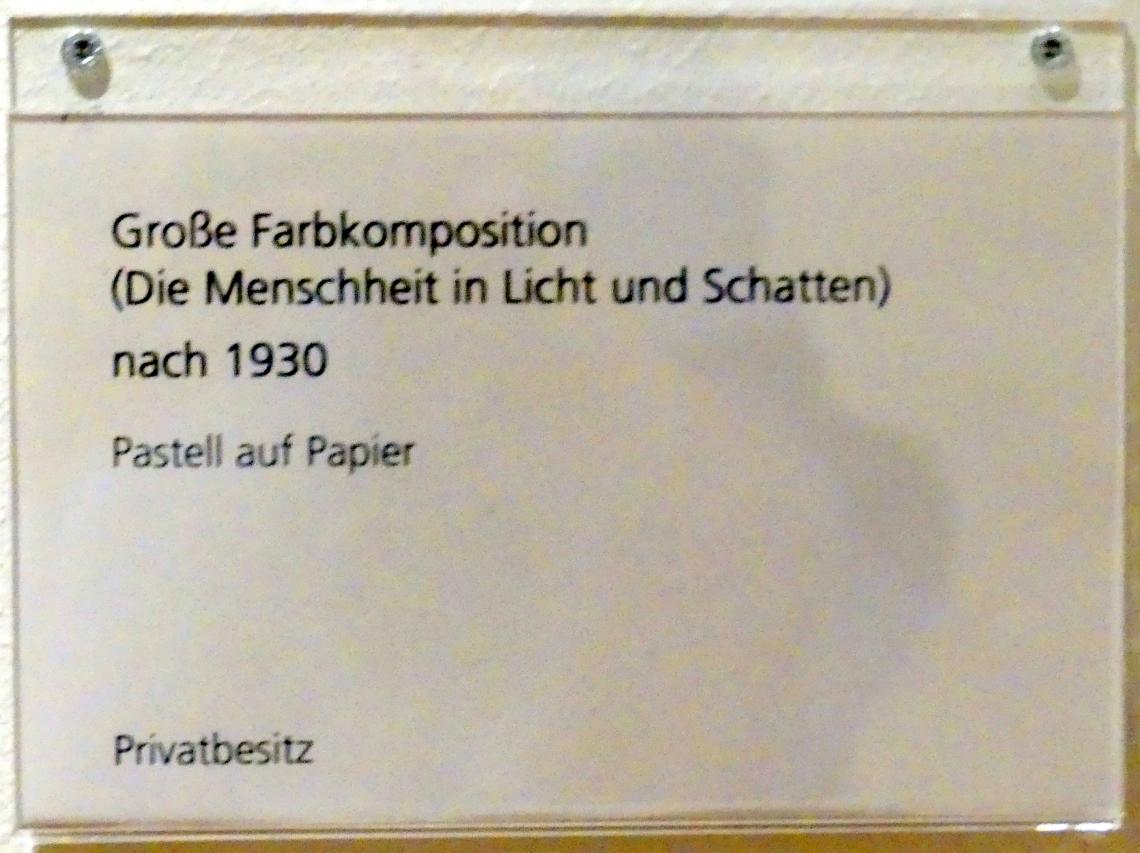 Große Farbkomposition
(Die Menschheit in Licht und Schatten)
nach 1930
Pastell auf Papier
Privatbesitz